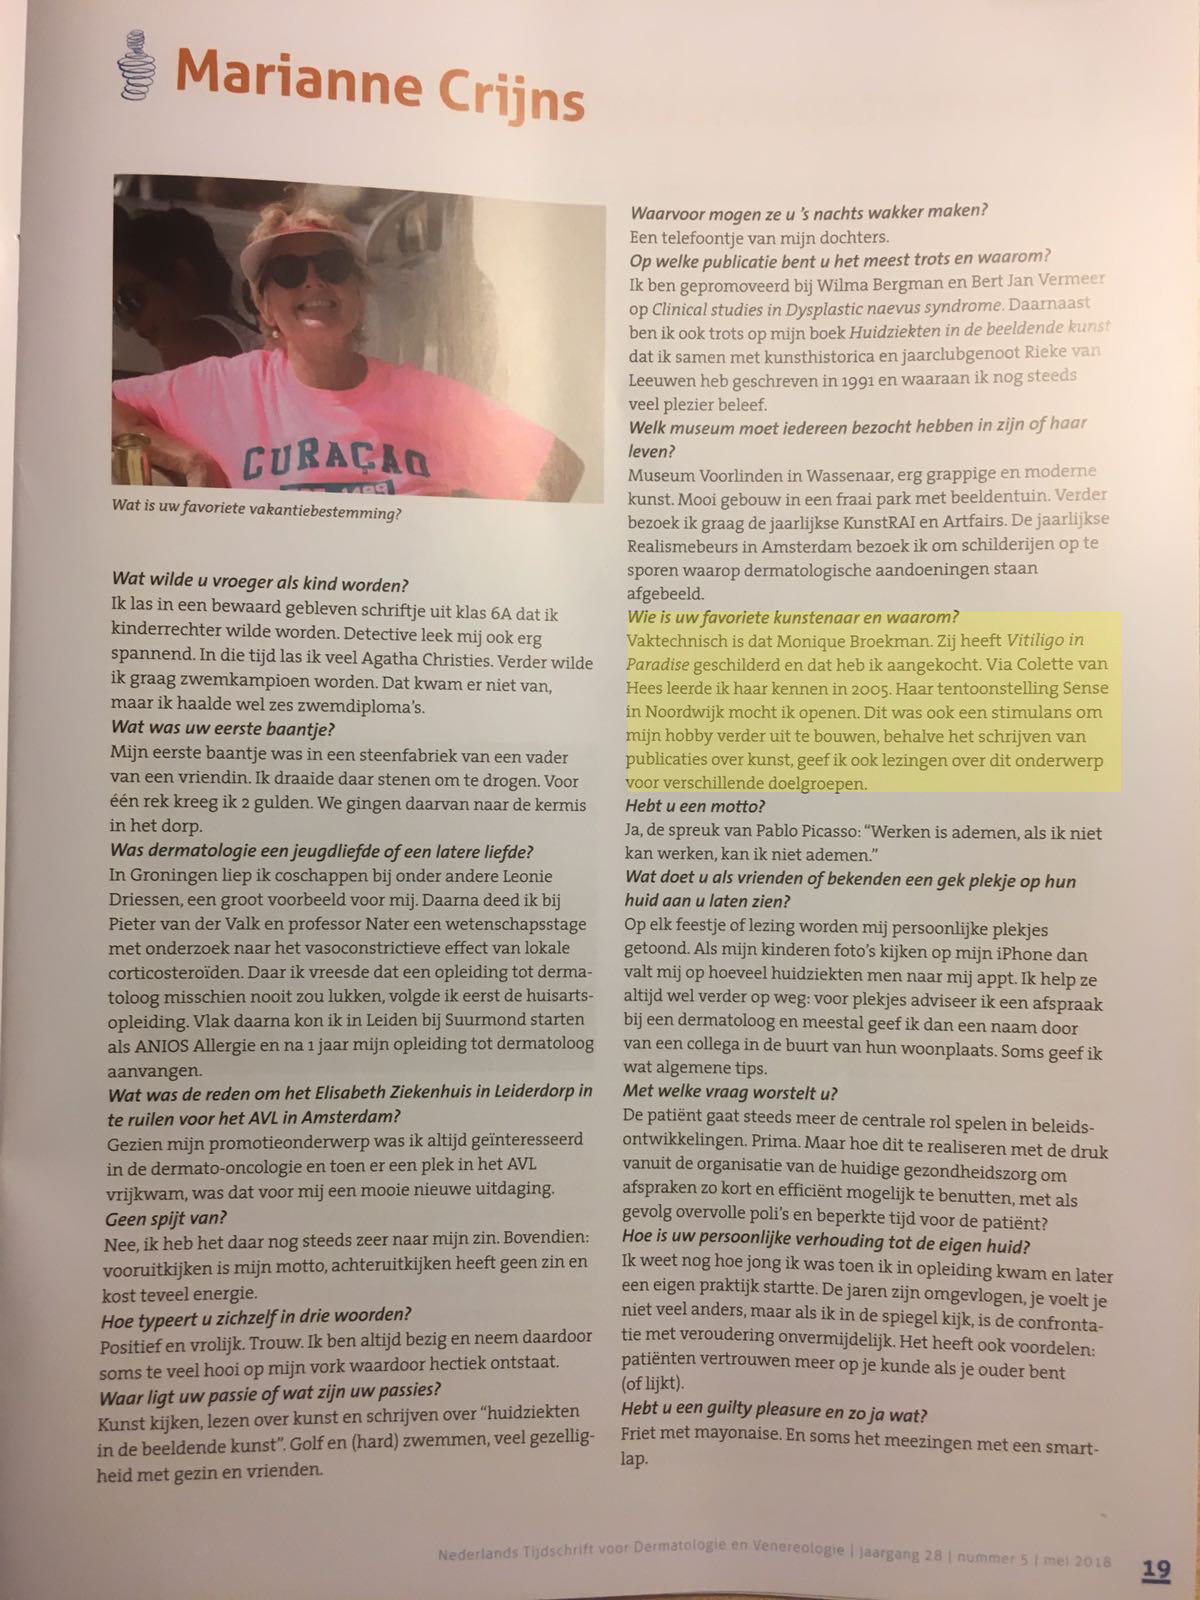 Marianne Crijns
CURAÇAO
Wat is uw favoriete vakantiebestemming?
Wat wilde u vroeger als kind worden?
Ik las in een bewaard gebleven schriftje uit klas 6A dat ik
kinderrechter wilde worden. Detective leek mij ook erg
spannend. In die tijd las ik veel Agatha Christies. Verder wilde
ik graag zwemkampioen worden. Dat kwam er niet van,
maar ik haalde wel zes zwemdiploma's.
Wat was uw eerste baantje?
Mijn eerste baantje was in een steenfabriek van een vader
van een vriendin. Ik draaide daar stenen om te drogen. Voor
één rek kreeg ik 2 gulden. We gingen daarvan naar de kermis
in het dorp.
Was dermatologie een jeugdliefde of een latere liefde?
In Groningen liep ik coschappen bij onder andere Leonie
Driessen, een groot voorbeeld voor mij. Daarna deed ik bij
Pieter van der Valk en professor Nater een wetenschapsstage
met onderzoek naar het vasoconstrictieve effect van lokale
corticosteroïden. Daar ik vreesde dat een opleiding tot derma-
toloog misschien nooit zou lukken, volgde ik eerst de huisarts-
opleiding. Vlak daarna kon ik in Leiden bij Suurmond starten
als ANIOS Allergie en na 1 jaar mijn opleiding tot dermatoloog
aanvangen.
Wat was de reden om het Elisabeth Ziekenhuis in Leiderdorp in
te ruilen voor het AVL in Amsterdam?
Gezien mijn promotieonderwerp was ik altijd geïnteresseerd
in de dermato-oncologie en toen er een plek in het AVL
vrijkwam, was dat voor mij een mooie nieuwe uitdaging.
Geen spijt van?
Nee, ik heb het daar nog steeds zeer naar mijn zin. Bovendien:
vooruitkijken is mijn motto, achteruitkijken heeft geen zin en
kost teveel energie.
Hoe typeert u zichzelf in drie woorden?
Positief en vrolijk. Trouw. Ik ben altijd bezig en neem daardoor
soms te veel hooi op mijn vork waardoor hectiek ontstaat.
Waar ligt uw passie of wat zijn uw passies?
Kunst kijken, lezen over kunst en schrijven over “huidziekten
in de beeldende kunst”. Golf en (hard) zwemmen, veel gezellig-
heid met gezin en vrienden.
Waarvoor mogen ze u 's nachts wakker maken?
Een telefoontje van mijn dochters.
Op welke publicatie bent u het meest trots en waarom?
Ik ben gepromoveerd bij Wilma Bergman en Bert Jan Vermeer
op Clinical studies in Dysplastic naevus syndrome. Daarnaast
ben ik ook trots op mijn boek Huidziekten in de beeldende kunst
dat ik samen met kunsthistorica en jaarclubgenoot Rieke van
Leeuwen heb geschreven in 1991 en waaraan ik nog steeds
veel plezier beleef.
Welk museum moet iedereen bezocht hebben in zijn of haar
leven?
Museum Voorlinden in Wassenaar, erg grappige en moderne
kunst. Mooi gebouw in een fraai park met beeldentuin. Verder
bezoek ik graag de jaarlijkse KunstRAI en Artfairs. De jaarlijkse
Realismebeurs in Amsterdam bezoek ik om schilderijen op te
sporen waarop dermatologische aandoeningen staan
afgebeeld.
Wie is uw favoriete kunstenaar en waarom?
Vaktechnisch is dat Monique Broekman. Zij heeft Vitiligo in
Paradise geschilderd en dat heb ik aangekocht. Via Colette van
Hees leerde ik haar kennen in 2005. Haar tentoonstelling Sense
in Noordwijk mocht ik openen. Dit was ook een stimulans om
mijn hobby verder uit te bouwen, behalve het schrijven van
publicaties over kunst, geef ik ook lezingen over dit onderwerp
voor verschillende doelgroepen.
Hebt u een motto?
Ja, de spreuk van Pablo Picasso: “Werken is ademen, als ik niet
kan werken, kan ik niet ademen.”
Wat doet u als vrienden of bekenden een gek plekje op hun
huid aan u laten zien?
Op elk feestje of lezing worden mij persoonlijke plekjes
getoond. Als mijn kinderen foto's kijken op mijn iPhone dan
valt mij op hoeveel huidziekten men naar mij appt. Ik help ze
altijd wel verder op weg: voor plekjes adviseer ik een afspraak
bij een dermatoloog en meestal geef ik dan een naam door
van een collega in de buurt van hun woonplaats. Soms geef ik
wat algemene tips.
Met welke vraag worstelt u?
De patiënt gaat steeds meer de centrale rol spelen in beleids-
ontwikkelingen. Prima. Maar hoe dit te realiseren met de druk
vanuit de organisatie van de huidige gezondheidszorg om
afspraken zo kort en efficiënt mogelijk te benutten, met als
gevolg overvolle poli's en beperkte tijd voor de patiënt?
Hoe is uw persoonlijke verhouding tot de eigen huid?
Ik weet nog hoe jong ik was toen ik in opleiding kwam en later
een eigen praktijk startte. De jaren zijn omgevlogen, je voelt je
niet veel anders, maar als ik in de spiegel kijk, is de confronta-
tie met veroudering onvermijdelijk. Het heeft ook voordelen:
patiënten vertrouwen meer op je kunde als je ouder bent
(of lijkt).
Hebt u een guilty pleasure en zo ja wat?
Friet met mayonaise. En soms het meezingen met een smart-
lap.
Nederlands Tijdschrift voor Dermatologie en Venereologie | jaargang 28 | nummer 5 | mei 2018
19